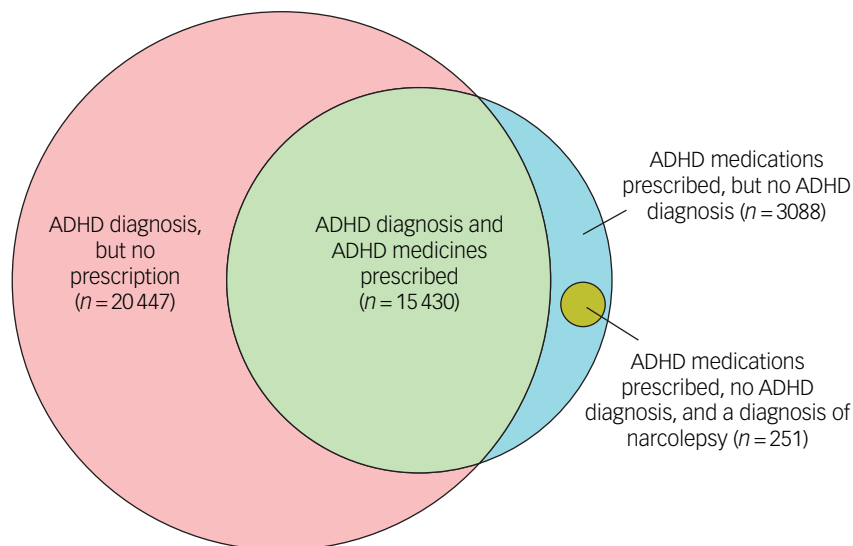 ADHD diagnosis,
but no
prescription
(n = 20 447)
ADHD diagnosis and
ADHD medicines
prescribed
(n = 15 430)
ADHD medications
prescribed, but no ADHD
diagnosis (n = 3088)
ADHD medications
prescribed, no ADHD
diagnosis, and a diagnosis of
narcolepsy (n = 251)